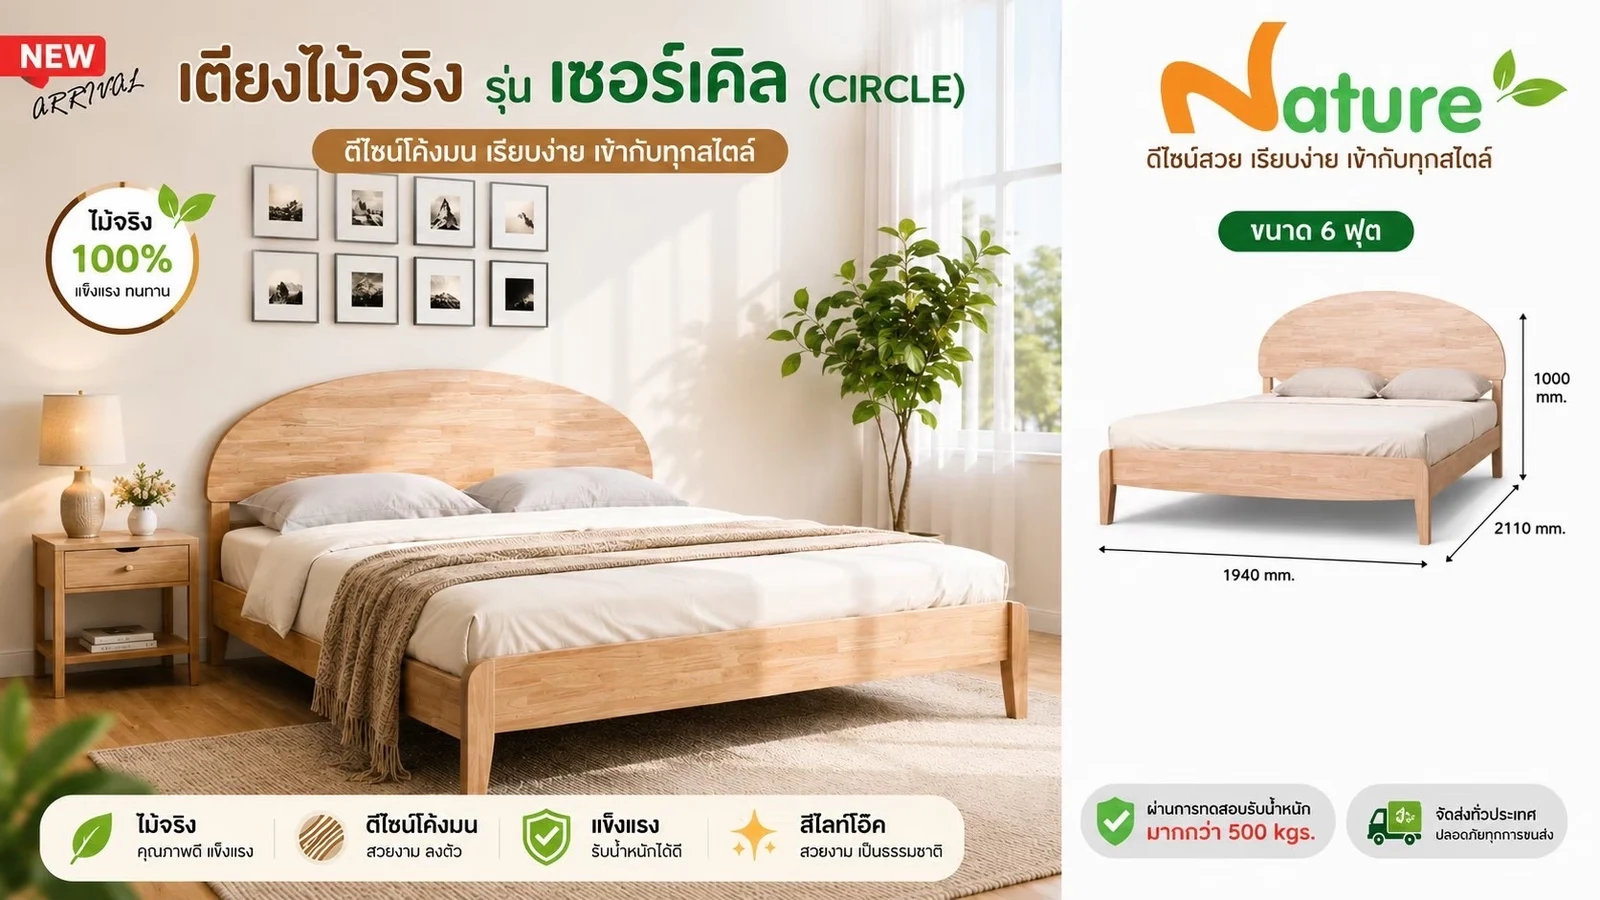 NEW
ARRIVAL
เตียงไม้จริง รุ่น เซอร์เคิล (CIRCLE)
ดีไซน์โค้งมน เรียบง่าย เข้ากับทุกสไตล์
ไม้จริง
100%
แข็งแรง ทนทาน
ไม้จริง
คุณภาพดี แข็งแรง
ดีไซน์โค้งมน
สวยงาม ลงตัว
แข็งแรง
รับน้ำหนักได้ดี
สีไลท์โอ๊ค
สวยงาม เป็นธรรมชาติ
Nature
ดีไซน์สวย เรียบง่าย เข้ากับทุกสไตล์
ขนาด 6 ฟุต
1000
mm.
2110 mm.
1940 mm.
ผ่านการทดสอบรับน้ำหนัก
มากกว่า 500 kgs.
จัดส่งทั่วประเทศ
ปลอดภัยทุกการขนส่ง